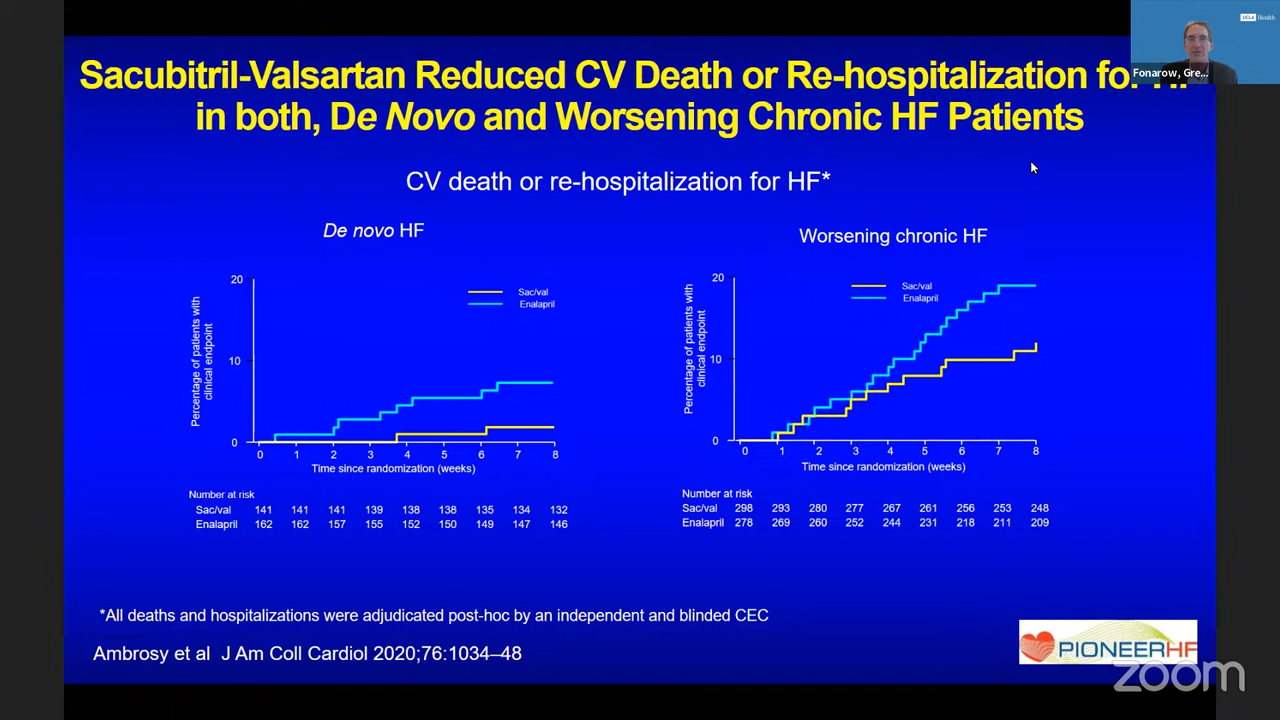 UCLA Health
Fonarow, Gre...
Sacubitril-Valsartan Reduced CV Death or Re-hospitalization for HF
in both, De Novo and Worsening Chronic HF Patients
CV death or re-hospitalization for HF*
De novo HF
Percentage of patients with
clinical endpoint
20
10
0
Sac/val
Enalapril
0 1 2 3 4 5 6 7 8
Time since randomization (weeks)
Number at risk
Sac/val 141 141 141 139 138 138 135 134 132
Enalapril 162 162 157 155 152 150 149 147 146
Worsening chronic HF
Percentage of patients with
clinical endpoint
20
10
0
Sac/val
Enalapril
0 1 2 3 4 5 6 7 8
Time since randomization (weeks)
Number at risk
Sac/val 298 293 280 277 267 261 256 253 248
Enalapril 278 269 260 252 244 231 218 211 209
*All deaths and hospitalizations were adjudicated post-hoc by an independent and blinded CEC
Ambrosy et al J Am Coll Cardiol 2020;76:1034–48
PIONEERHF
zoom